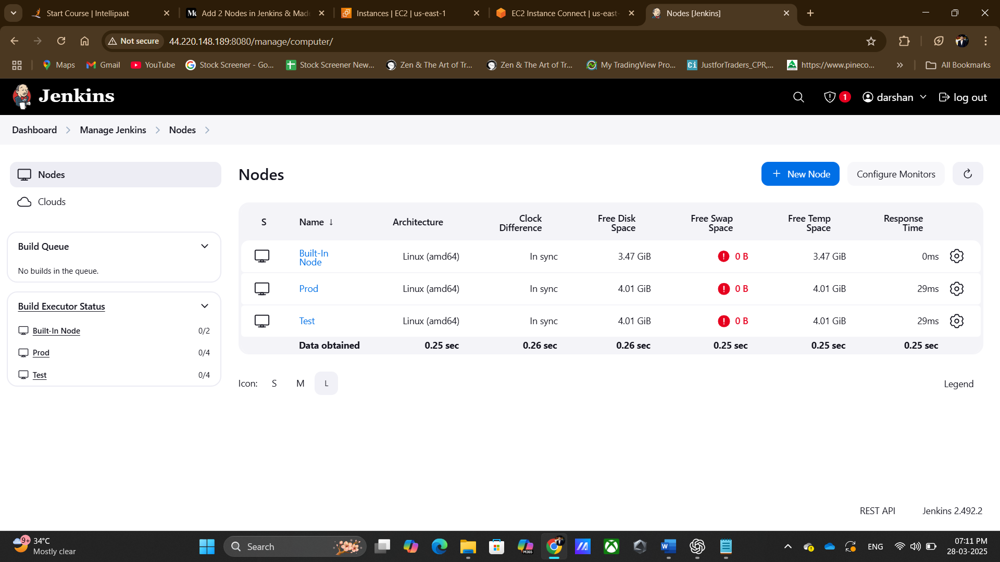 Start Course | Intellipaat
Add 2 Nodes in Jenkins & Made
Instances | EC2 | us-east-1
EC2 Instance Connect | us-east-
Nodes [Jenkins]
Not secure
44.220.148.189:8080/manage/computer/
Maps
Gmail
YouTube
Stock Screener - Go...
Stock Screener New...
Zen & The Art of Tr...
Zen & The Art of Tr...
My TradingView Pro...
Ci
JustforTraders_CPR,...
https://www.pineco...
All Bookmarks
Jenkins
1
darshan
log out
Dashboard
Manage Jenkins
Nodes
Nodes
Clouds
Build Queue
No builds in the queue.
Build Executor Status
Built-In Node 0/2
Prod 0/4
Test 0/4
Nodes
+ New Node
Configure Monitors
S Name ↓ Architecture Clock Difference Free Disk Space Free Swap Space Free Temp Space Response Time
Built-In Node Linux (amd64) In sync 3.47 GiB 0 B 3.47 GiB 0ms
Prod Linux (amd64) In sync 4.01 GiB 0 B 4.01 GiB 29ms
Test Linux (amd64) In sync 4.01 GiB 0 B 4.01 GiB 29ms
Data obtained 0.25 sec 0.26 sec 0.26 sec 0.25 sec 0.25 sec 0.25 sec
Icon: S M L
Legend
REST API
Jenkins 2.492.2
9+
34°C
Mostly clear
Search
M365
ENG
07:11 PM
28-03-2025